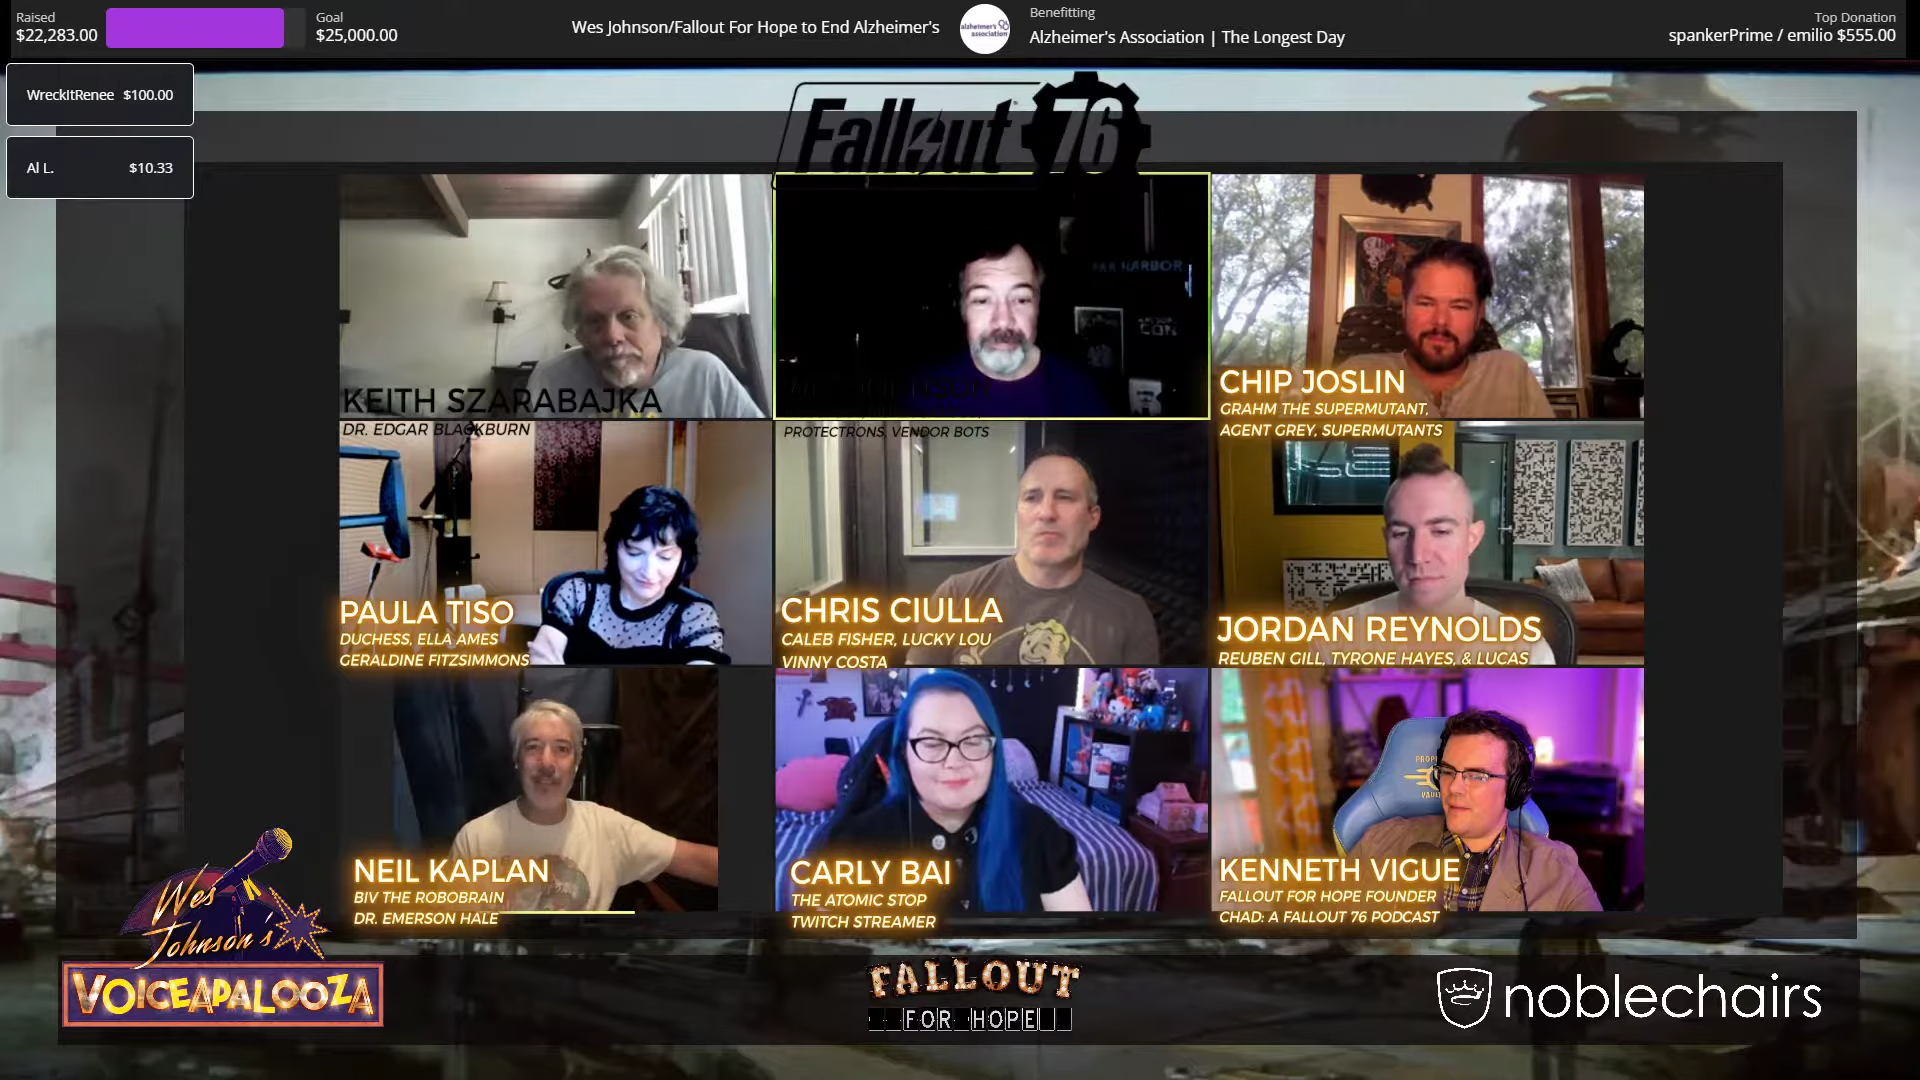 Raised
$22,283.00
Goal
$25,000.00
Wes Johnson/Fallout For Hope to End Alzheimer's
alzheimer's
association
Benefitting
Alzheimer's Association | The Longest Day
Top Donation
spankerPrime / emilio $555.00
WreckItRenee $100.00
Al L. $10.33
Fallout 76
FAR HARBOR
CON
KEITH SZARABAJKA
DR. EDGAR BLACKBURN
PROTECTRONS, VENDOR BOTS
CHIP JOSLIN
GRAHM THE SUPERMUTANT,
AGENT GREY, SUPERMUTANTS
PAULA TISO
DUCHESS, ELLA AMES
GERALDINE FITZSIMMONS
CHRIS CIULLA
CALEB FISHER, LUCKY LOU
VINNY COSTA
JORDAN REYNOLDS
REUBEN GILL, TYRONE HAYES, & LUCAS
NEIL KAPLAN
BIV THE ROBOBRAIN
DR. EMERSON HALE
CARLY BAI
THE ATOMIC STOP
TWITCH STREAMER
KENNETH VIGUE
FALLOUT FOR HOPE FOUNDER
CHAD: A FALLOUT 76 PODCAST
Wes
Johnson's
VOICEAPALOOZA
FALLOUT
FOR HOPE
noblechairs